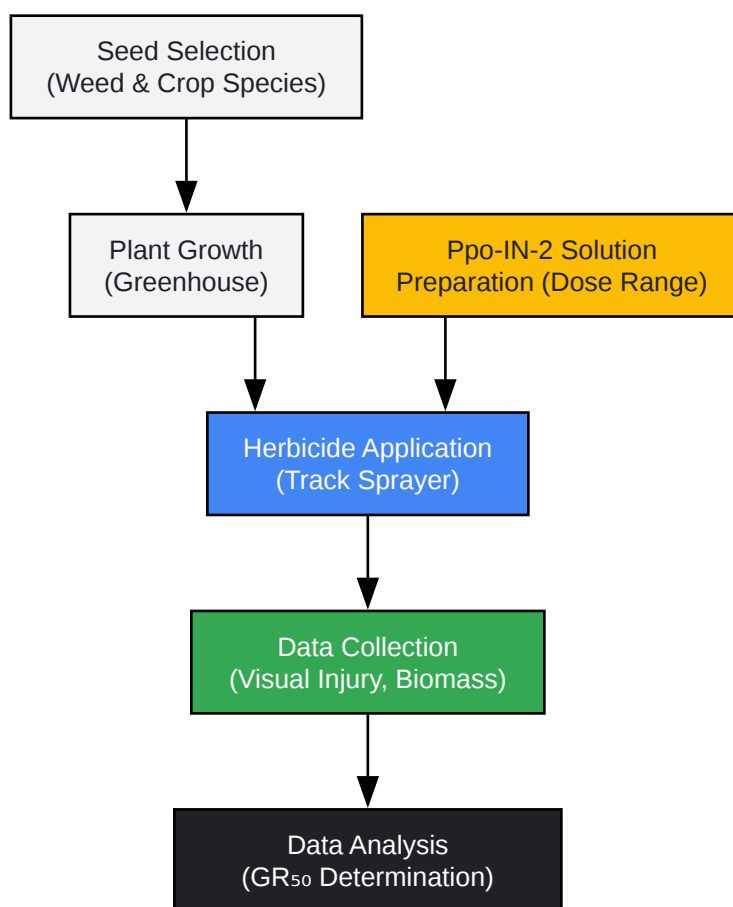 Seed Selection
(Weed & Crop Species)
Plant Growth
(Greenhouse)
Ppo-IN-2 Solution
Preparation (Dose Range)
Herbicide Application
(Track Sprayer)
Data Collection
(Visual Injury, Biomass)
Data Analysis
(GR₅₀ Determination)